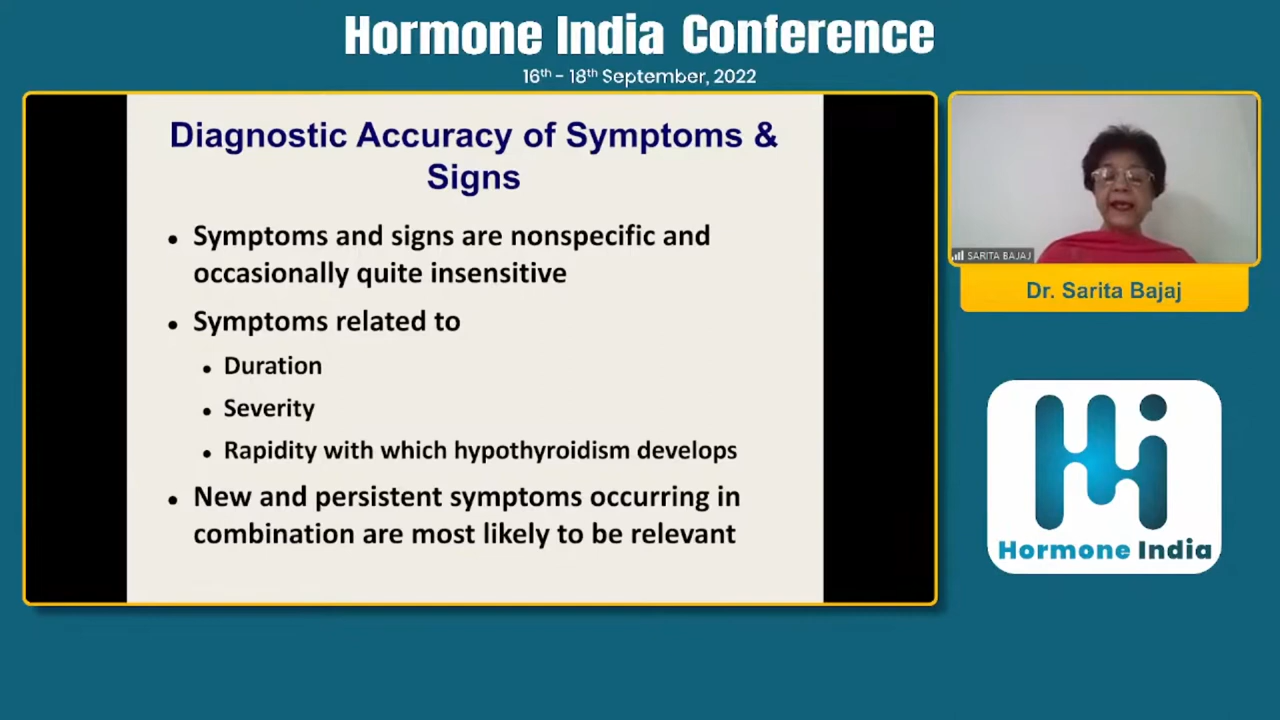 Hormone India Conference
16th - 18th September, 2022
Diagnostic Accuracy of Symptoms &
Signs
• Symptoms and signs are nonspecific and
occasionally quite insensitive
• Symptoms related to
• Duration
• Severity
• Rapidity with which hypothyroidism develops
• New and persistent symptoms occurring in
combination are most likely to be relevant
SARITA BAJAJ
Dr. Sarita Bajaj
Hi
Hormone India